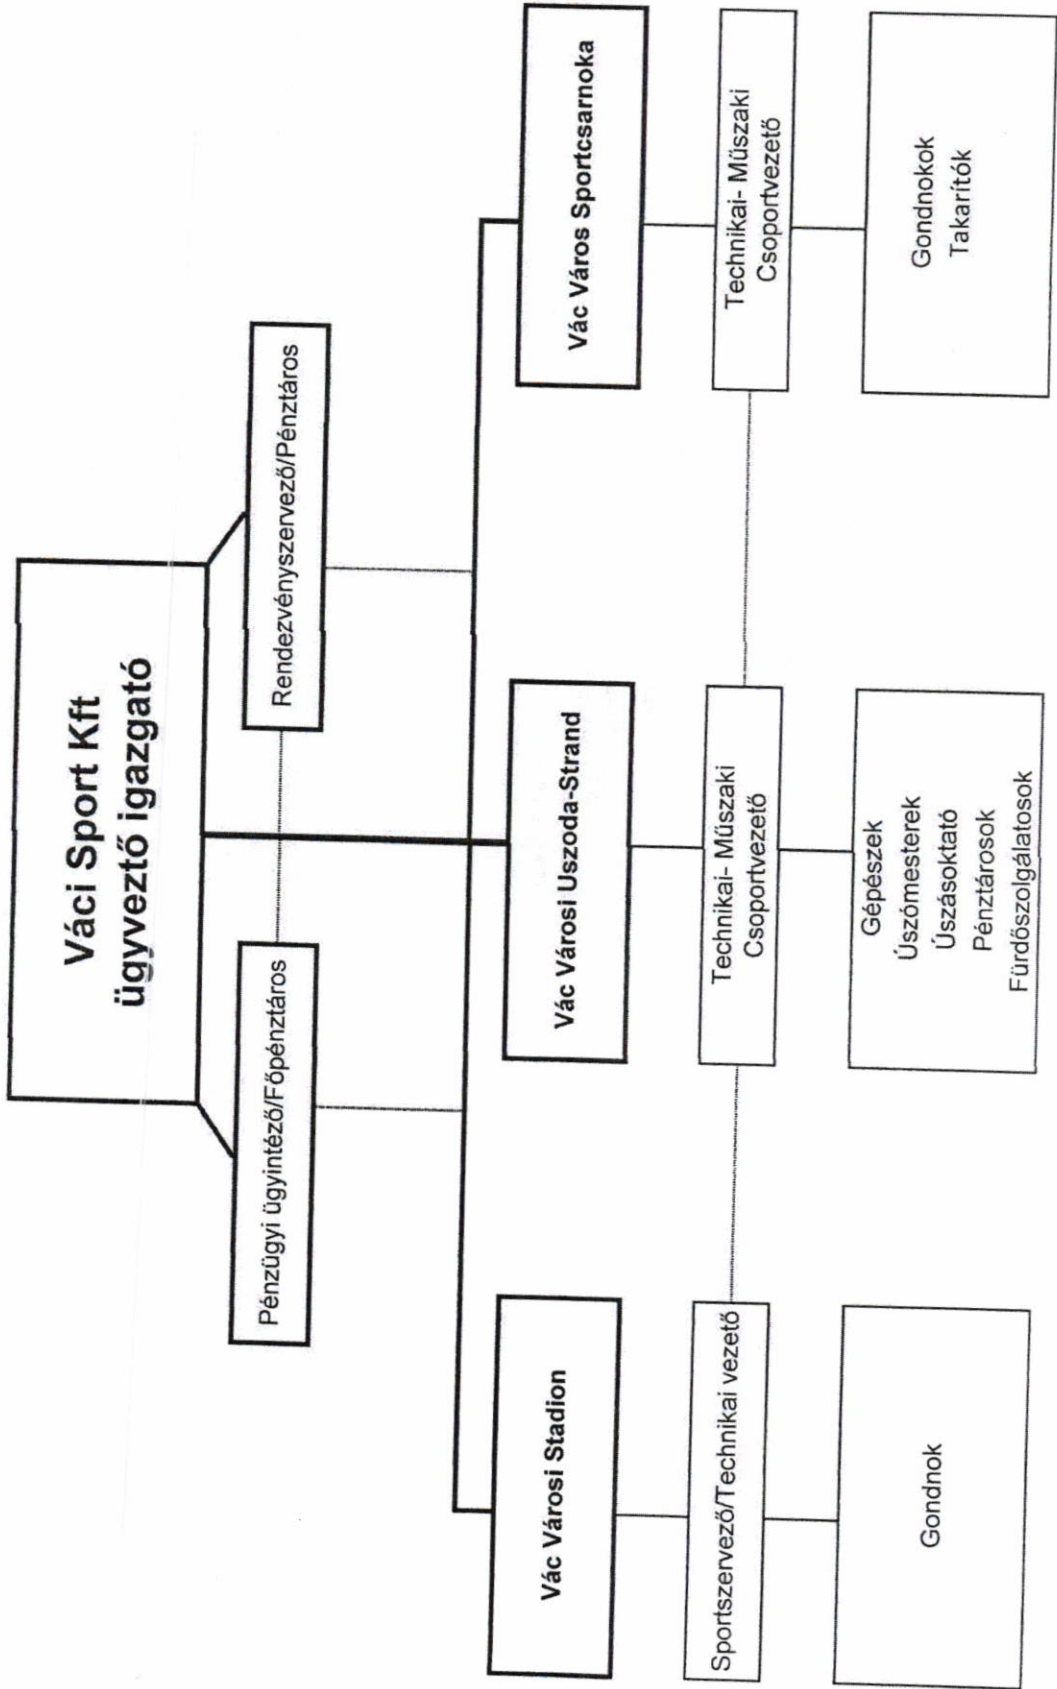 Váci Sport Kft
ügyveztő igazgató
Pénzügyi ügyintéző/Főpénztáros
Rendezvényszervező/Pénztáros
Vác Városi Stadion
Vác Városi Uszoda-Strand
Vác Város Sportcsarnoka
Sportszervező/Technikai vezető
Technikai- Műszaki
Csoportvezető
Technikai- Műszaki
Csoportvezető
Gondnok
Gépészek
Úszómesterek
Úszásoktató
Pénztárosok
Fürdőszolgálatosok
Gondnokok
Takarítók